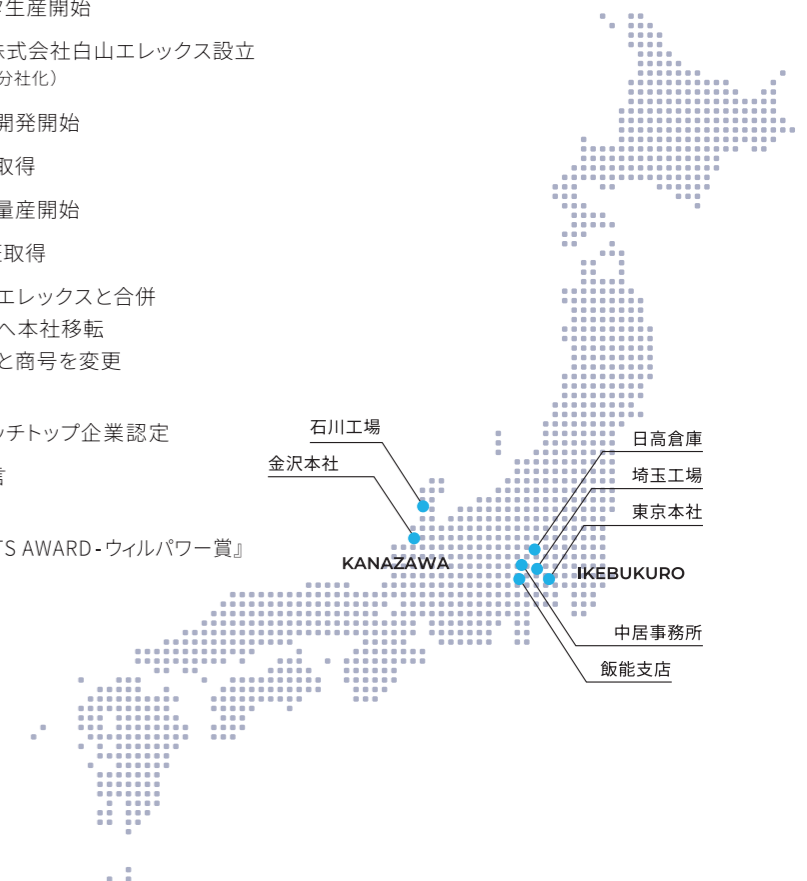 生産開始
株式会社白山エレックス設立
分社化）
開発開始
取得
量産開始
取得
エレックスと合併
へ本社移転
と商号を変更
ッチトップ企業認定
TS AWARD-ウィルパワー賞』
石川工場
金沢本社
KANAZAWA
日高倉庫
埼玉工場
東京本社
IKEBUKURO
中居事務所
飯能支店